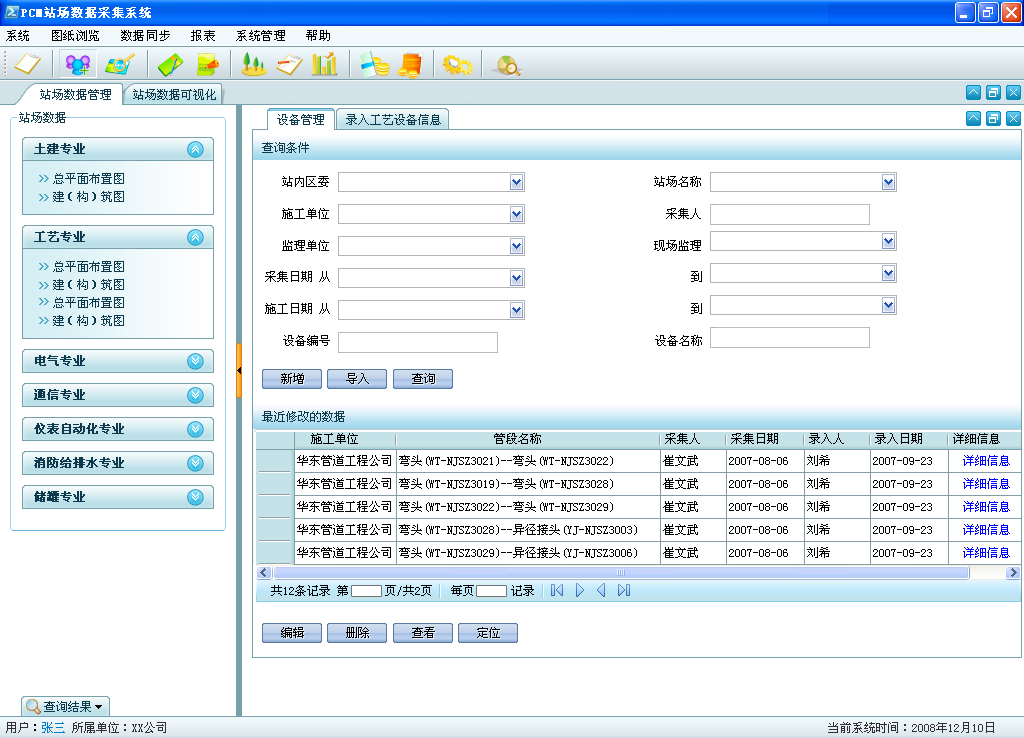 PCM站场数据采集系统
系统 图纸浏览 数据同步 报表 系统管理 帮助
站场数据管理 站场数据可视化
站场数据
土建专业
总平面布置图
建（构）筑图
工艺专业
总平面布置图
建（构）筑图
总平面布置图
建（构）筑图
电气专业
通信专业
仪表自动化专业
消防给排水专业
储罐专业
查询结果
设备管理 录入工艺设备信息
查询条件
站内区委 站场名称
施工单位 采集人
监理单位 现场监理
采集日期 从 到
施工日期 从 到
设备编号 设备名称
新增 导入 查询
最近修改的数据
施工单位 管段名称 采集人 采集日期 录入人 录入日期 详细信息
华东管道工程公司 弯头(WT-NJSZ3021)--弯头(WT-NJSZ3022) 崔文武 2007-08-06 刘希 2007-09-23 详细信息
华东管道工程公司 弯头(WT-NJSZ3019)--弯头(WT-NJSZ3028) 崔文武 2007-08-06 刘希 2007-09-23 详细信息
华东管道工程公司 弯头(WT-NJSZ3022)--弯头(WT-NJSZ3029) 崔文武 2007-08-06 刘希 2007-09-23 详细信息
华东管道工程公司 弯头(WT-NJSZ3028)--异径接头(YJ-NJSZ3003) 崔文武 2007-08-06 刘希 2007-09-23 详细信息
华东管道工程公司 弯头(WT-NJSZ3029)--异径接头(YJ-NJSZ3006) 崔文武 2007-08-06 刘希 2007-09-23 详细信息
共12条记录 第 页/共2页 每页 记录
编辑 删除 查看 定位
用户：张三 所属单位：XX公司 当前系统时间：2008年12月10日